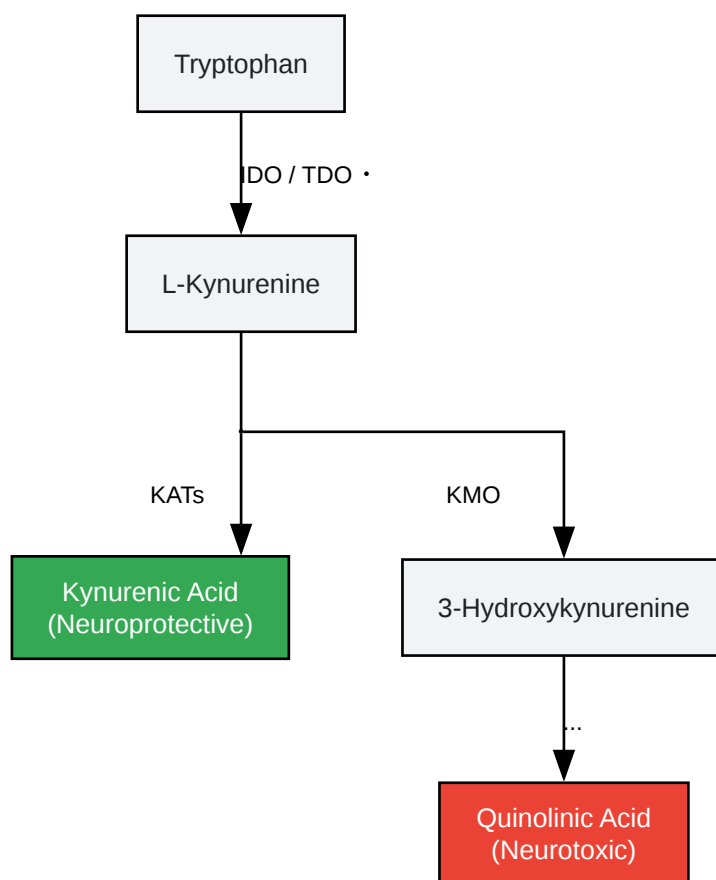 Tryptophan
IDO / TDO •
L-Kynurenine
KATs
KMO
Kynurenic Acid
(Neuroprotective)
3-Hydroxykynurenine
...
Quinolinic Acid
(Neurotoxic)